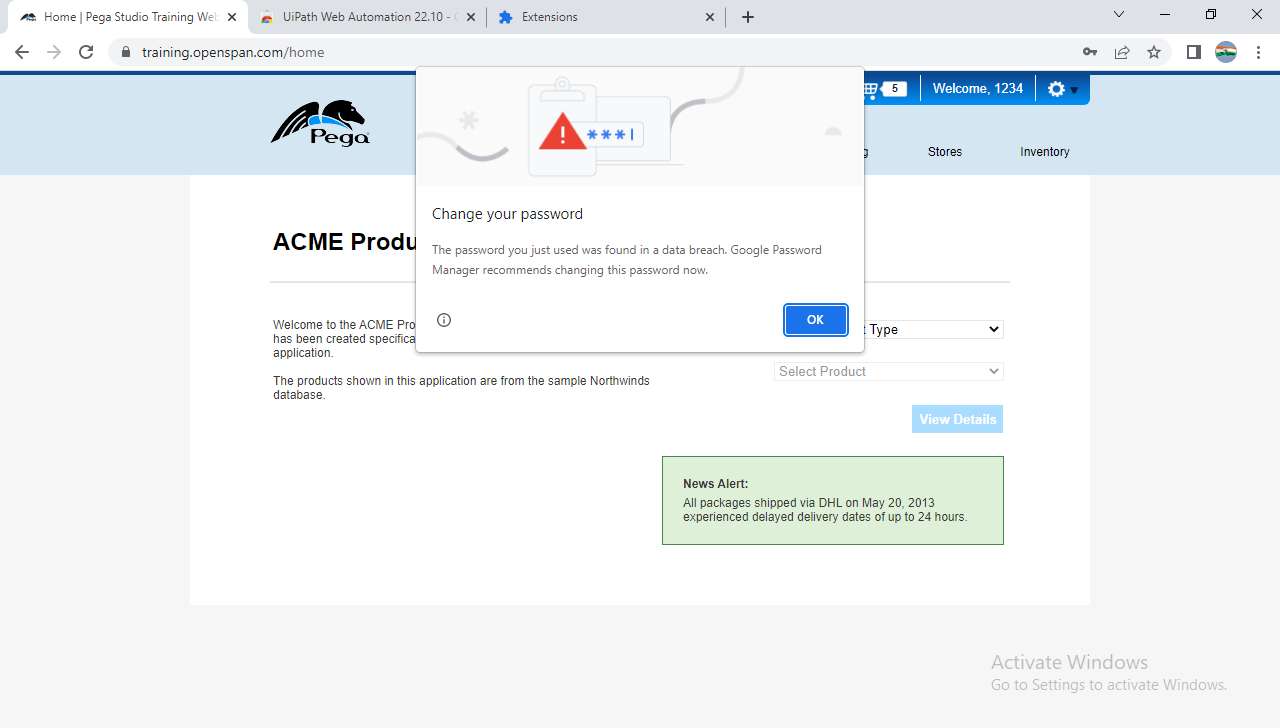 Home | Pega Studio Training Web
UiPath Web Automation 22.10 -
Extensions
training.openspan.com/home
5
Welcome, 1234
Pega
Stores
Inventory
***
Change your password
The password you just used was found in a data breach. Google Password
Manager recommends changing this password now.
OK
ACME Produ
Welcome to the ACME Pro
has been created specifica
application.
The products shown in this application are from the sample Northwinds
database.
Type
Select Product
View Details
News Alert:
All packages shipped via DHL on May 20, 2013
experienced delayed delivery dates of up to 24 hours.
Activate Windows
Go to Settings to activate Windows.